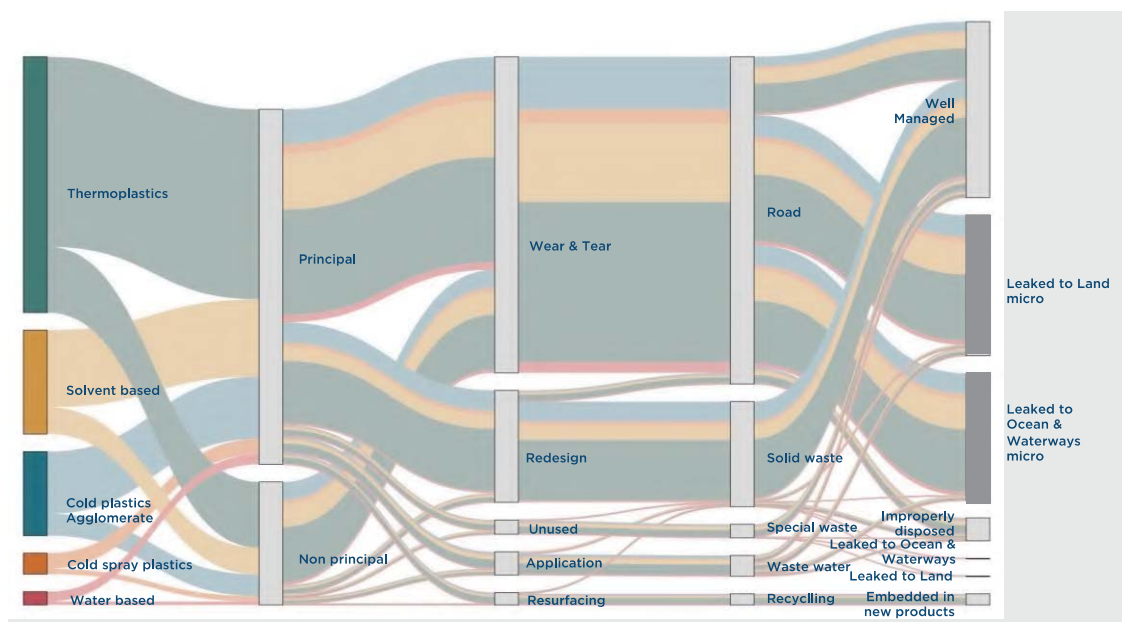 Thermoplastics
Solvent based
Cold plastics
Agglomerate
Cold spray plastics
Water based
Principal
Non principal
Wear & Tear
Redesign
Unused
Application
Resurfacing
Road
Solid waste
Special waste
Waste water
Recyclling
Well
Managed
Leaked to Land
micro
Leaked to
Ocean &
Waterways
micro
Improperly
disposed
Leaked to Ocean &
Waterways
Leaked to Land
Embedded in
new products